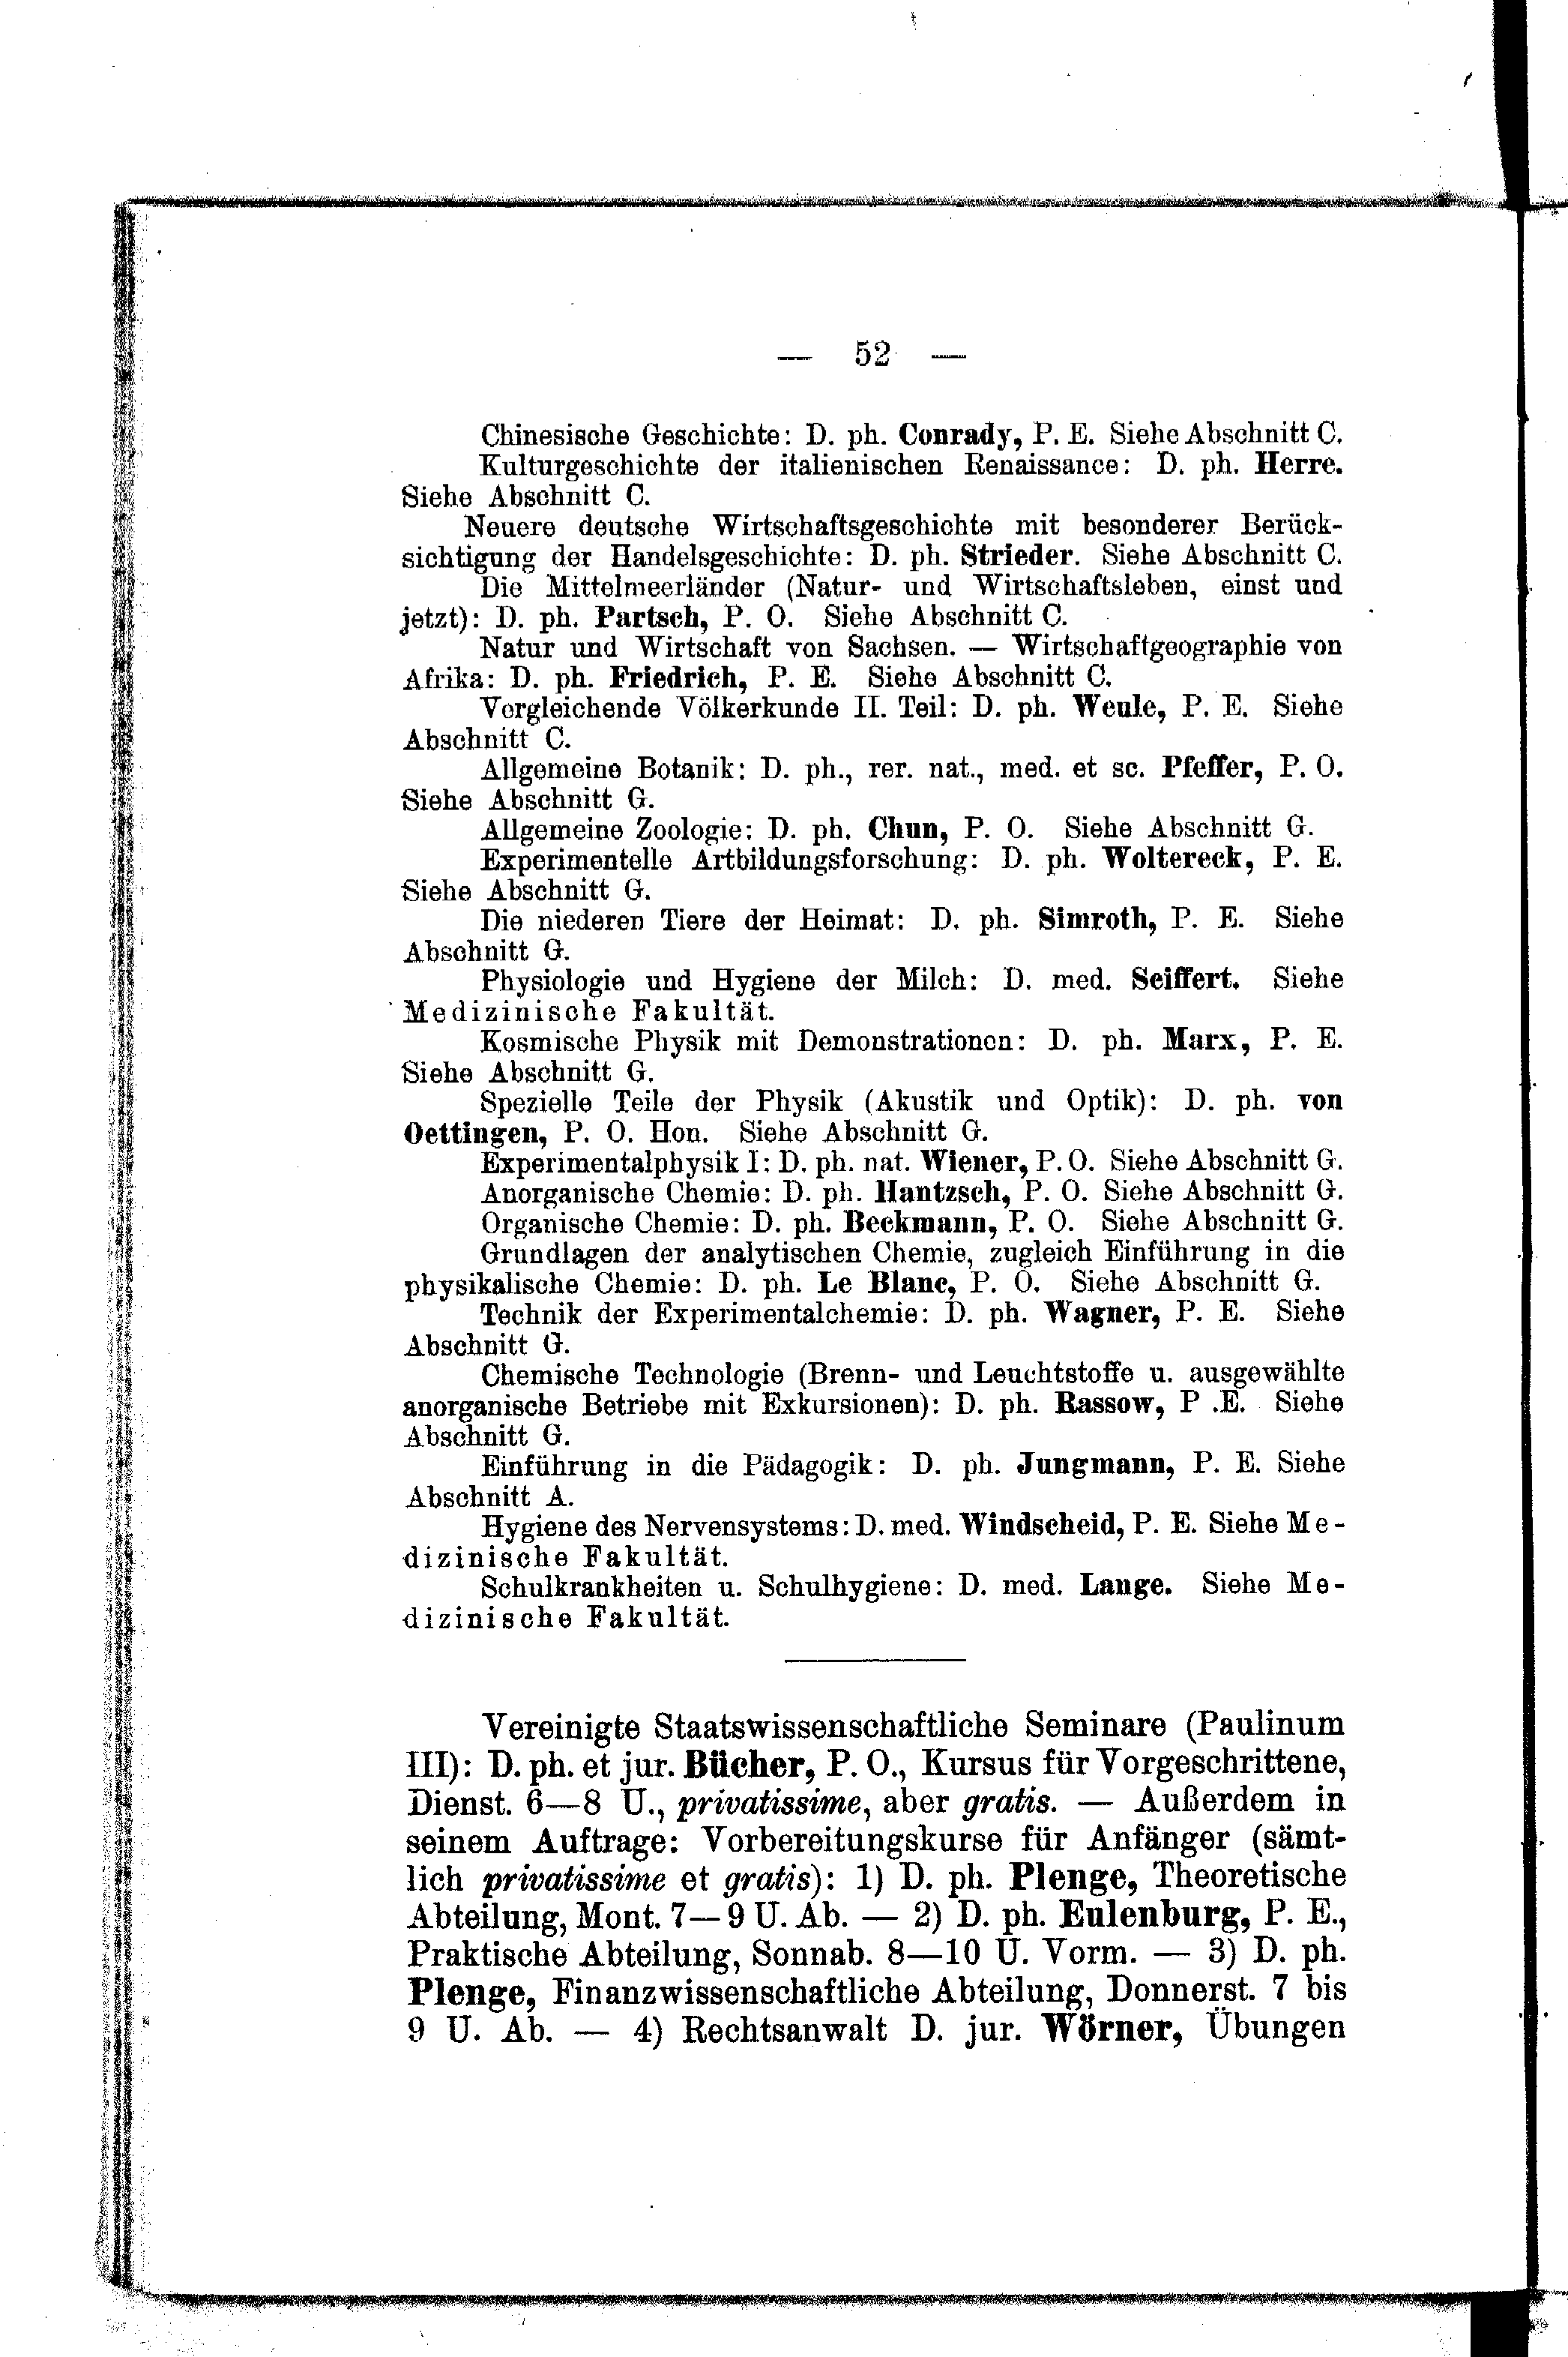 — 52 —
Chinesische Geschichte: D. ph. Conrady, P. E. Siehe Abschnitt C.
Kulturgeschichte der italienischen Renaissance: D. ph. Herre.
Siehe Abschnitt C.
Neuere deutsche Wirtschaftsgeschichte mit besonderer Berück-
sichtigung der Handelsgeschichte: D. ph. Strieder. Siehe Abschnitt C.
Die Mittelmeerländer (Natur- und Wirtschaftsleben, einst und
jetzt): D. ph. Partsch, P. O. Siehe Abschnitt C.
Natur und Wirtschaft von Sachsen. — Wirtschaftgeographie von
Afrika: D. ph. Friedrich, P. E. Siehe Abschnitt C.
Vergleichende Völkerkunde II. Teil: D. ph. Weule, P. E. Siehe
Abschnitt C.
Allgemeine Botanik: D. ph., rer. nat., med. et sc. Pfeffer, P. O.
Siehe Abschnitt G.
Allgemeine Zoologie: D. ph. Chun, P. O. Siehe Abschnitt G.
Experimentelle Artbildungsforschung: D. ph. Woltereck, P. E.
Siehe Abschnitt G.
Die niederen Tiere der Heimat: D. ph. Simroth, P. E. Siehe
Abschnitt G.
Physiologie und Hygiene der Milch: D. med. Seiffert. Siehe
Medizinische Fakultät.
Kosmische Physik mit Demonstrationen: D. ph. Marx, P. E.
Siehe Abschnitt G.
Spezielle Teile der Physik (Akustik und Optik): D. ph. von
Oettingen, P. O. Hon. Siehe Abschnitt G.
Experimentalphysik I: D. ph. nat. Wiener, P. O. Siehe Abschnitt G.
Anorganische Chemie: D. ph. Hantzsch, P. O. Siehe Abschnitt G.
Organische Chemie: D. ph. Beckmann, P. O. Siehe Abschnitt G.
Grundlagen der analytischen Chemie, zugleich Einführung in die
physikalische Chemie: D. ph. Le Blanc, P. O. Siehe Abschnitt G.
Technik der Experimentalchemie: D. ph. Wagner, P. E. Siehe
Abschnitt G.
Chemische Technologie (Brenn- und Leuchtstoffe u. ausgewählte
anorganische Betriebe mit Exkursionen): D. ph. Rassow, P .E. Siehe
Abschnitt G.
Einführung in die Pädagogik: D. ph. Jungmann, P. E. Siehe
Abschnitt A.
Hygiene des Nervensystems: D. med. Windscheid, P. E. Siehe Me-
dizinische Fakultät.
Schulkrankheiten u. Schulhygiene: D. med. Lange. Siehe Me-
dizinische Fakultät.
Vereinigte Staatswissenschaftliche Seminare (Paulinum
III): D. ph. et jur. Bücher, P. O., Kursus für Vorgeschrittene,
Dienst. 6—8 U., privatissime, aber gratis. — Außerdem in
seinem Auftrage: Vorbereitungskurse für Anfänger (sämt-
lich privatissime et gratis): 1) D. ph. Plenge, Theoretische
Abteilung, Mont. 7—9 U. Ab. — 2) D. ph. Eulenburg, P. E.,
Praktische Abteilung, Sonnab. 8—10 U. Vorm. — 3) D. ph.
Plenge, Finanzwissenschaftliche Abteilung, Donnerst. 7 bis
9 U. Ab. — 4) Rechtsanwalt D. jur. Wörner, Übungen